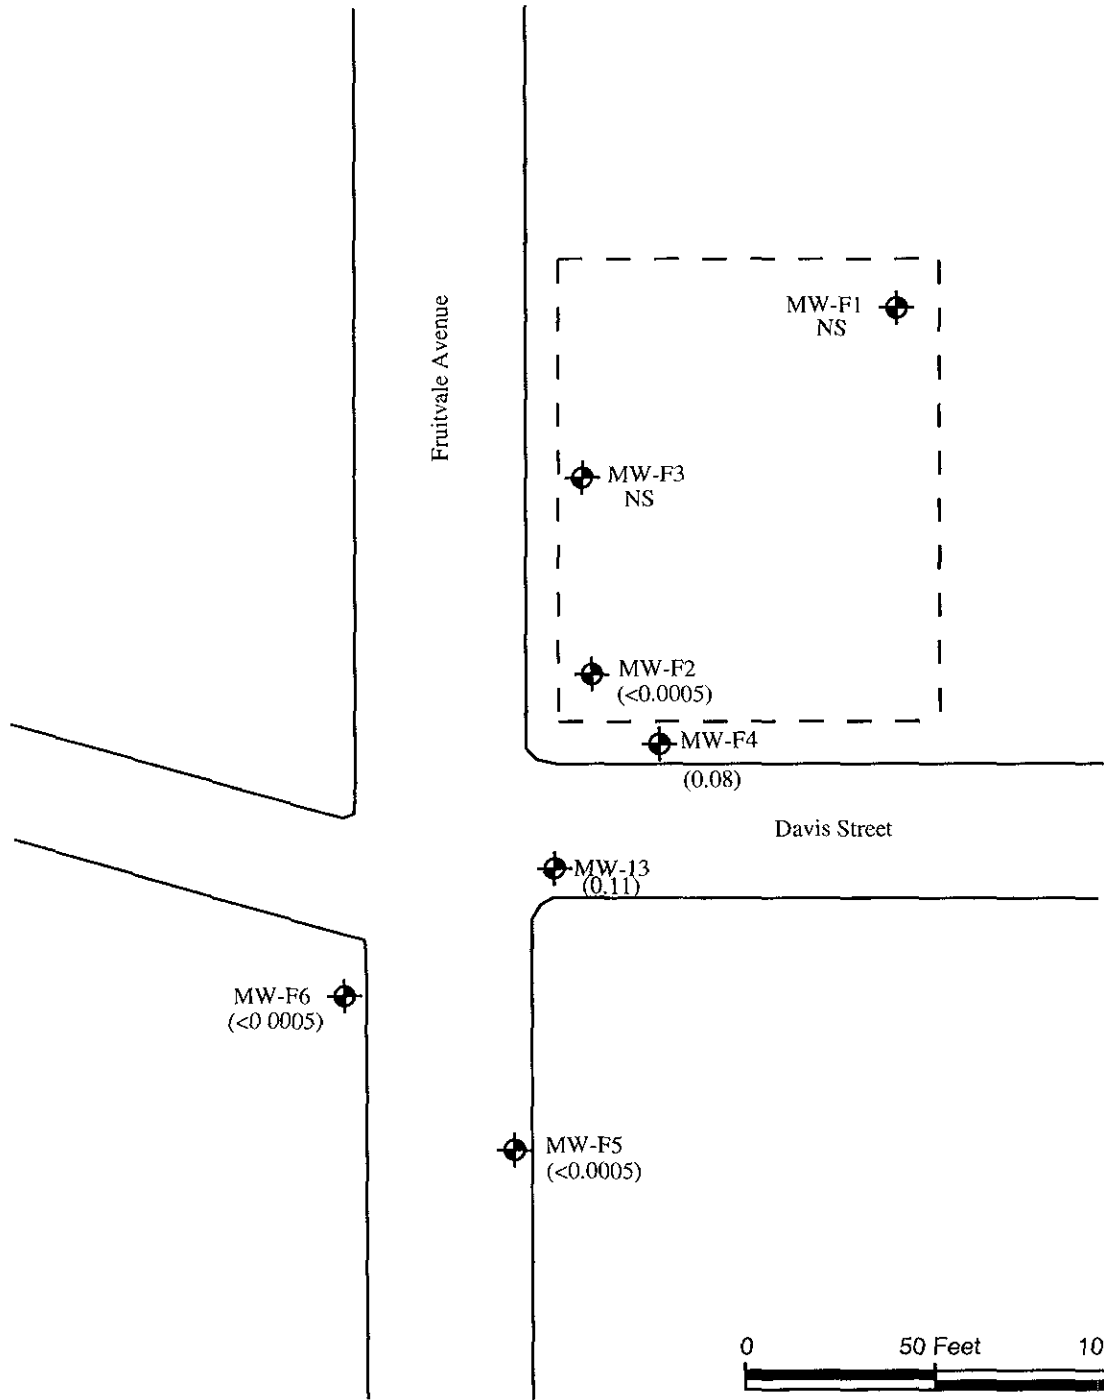 Fruitvale Avenue
MW-F1
NS
MW-F3
NS
MW-F2
(<0.0005)
MW-F4
(0.08)
Davis Street
MW-13
(0.11)
MW-F6
(<0 0005)
MW-F5
(<0.0005)
0 50 Feet 10